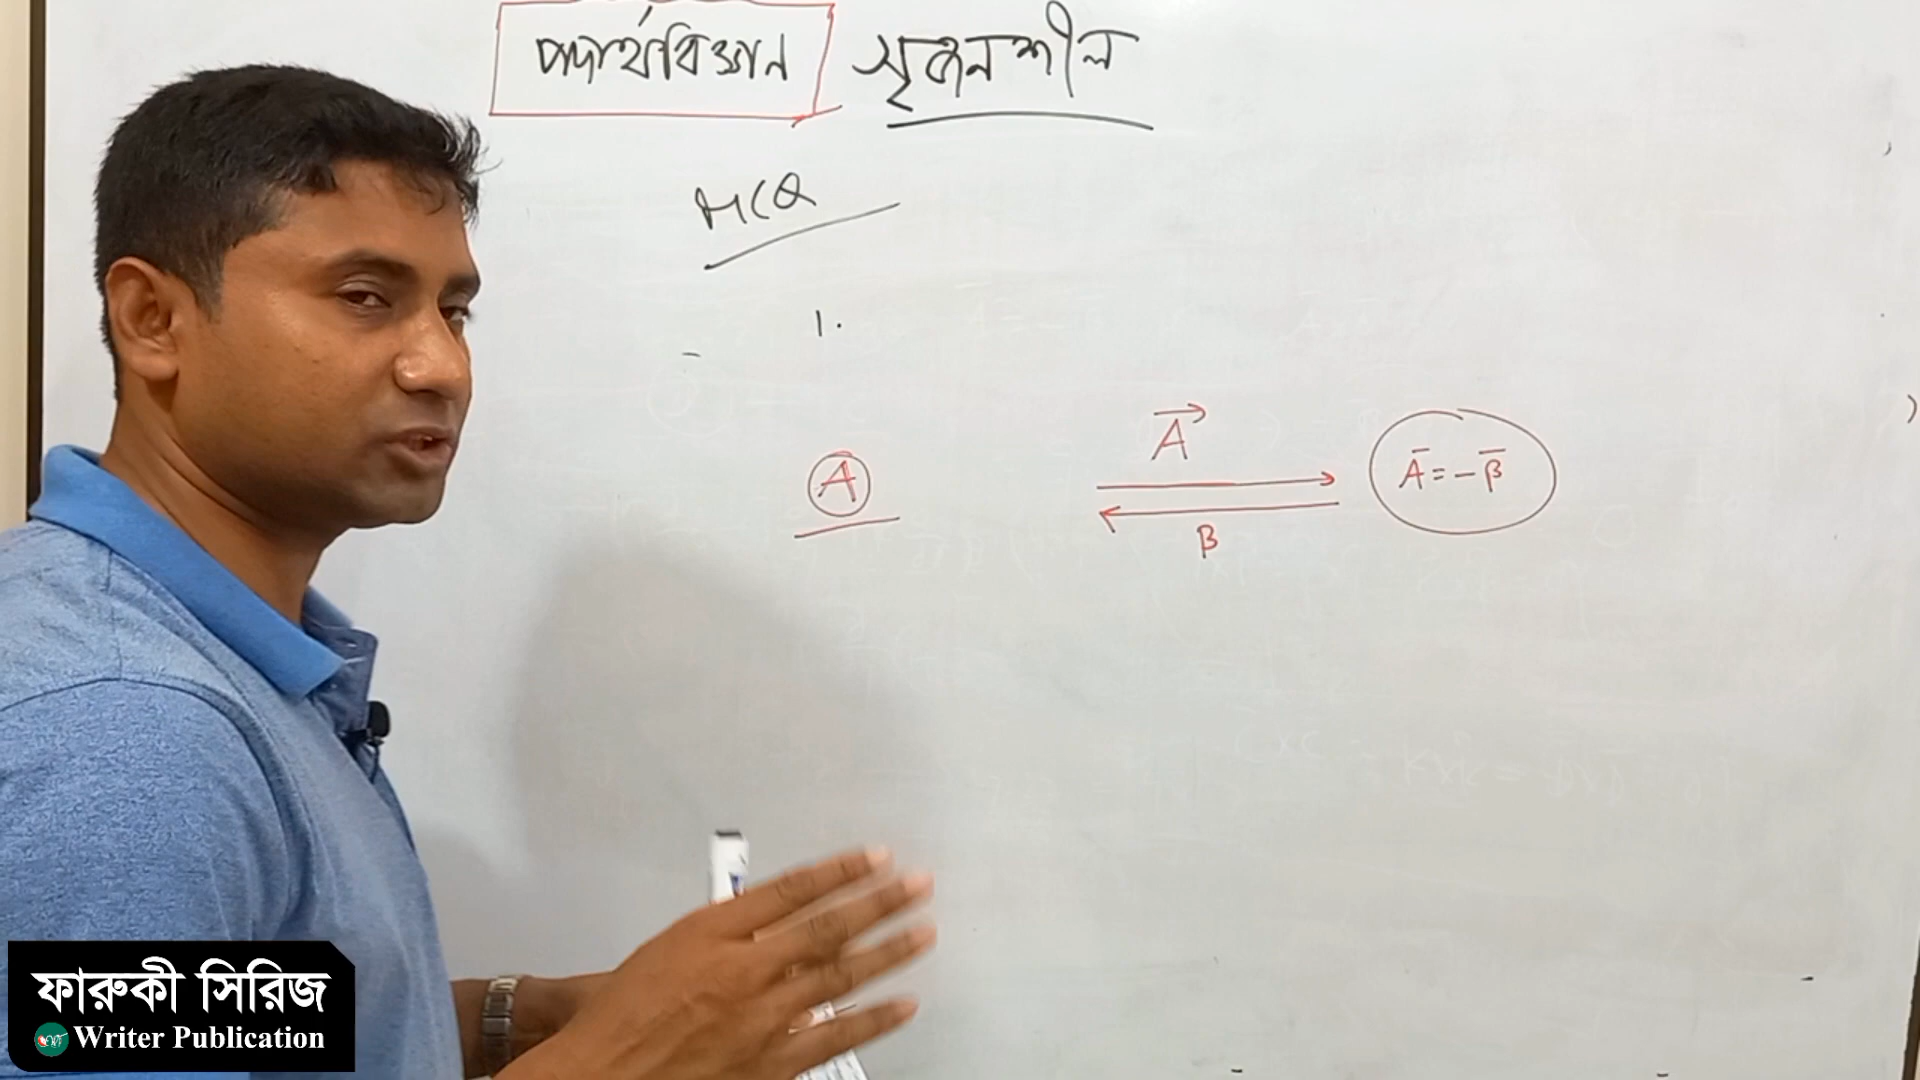 পদার্থবিজ্ঞান সৃজনশীল
MCQ
1.
A
A
Ā = - B̄
B
ফারুকী সিরিজ
Writer Publication